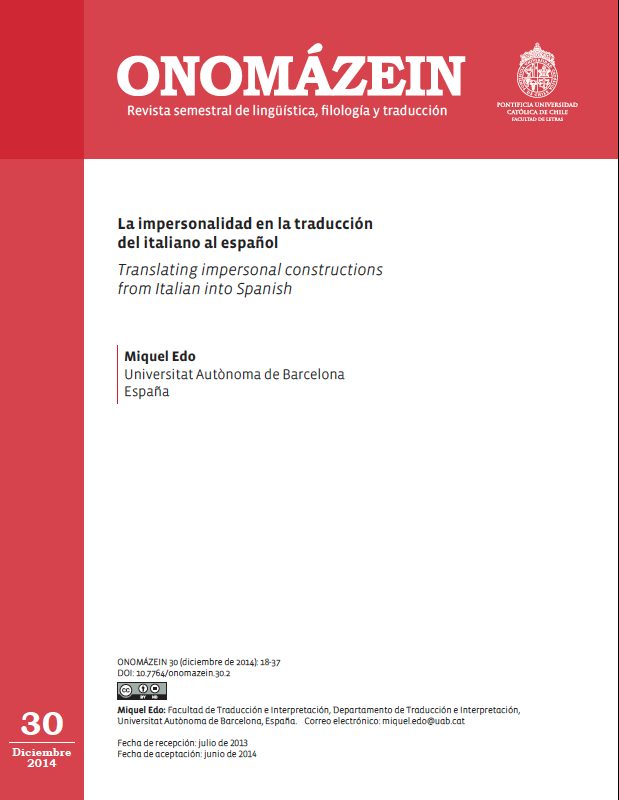 ONOMÁZEIN
Revista semestral de lingüística, filología y traducción
PONTIFICIA UNIVERSIDAD
CATÓLICA DE CHILE
FACULTAD DE LETRAS
La impersonalidad en la traducción
del italiano al español
Translating impersonal constructions
from Italian into Spanish
Miquel Edo
Universitat Autònoma de Barcelona
España
ONOMÁZEIN 30 (diciembre de 2014): 18-37
DOI: 10.7764/onomazein.30.2
Miquel Edo: Facultad de Traducción e Interpretación, Departamento de Traducción e Interpretación,
Universitat Autònoma de Barcelona, España. Correo electrónico: miquel.edo@uab.cat
Fecha de recepción: julio de 2013
Fecha de aceptación: junio de 2014
30
Diciembre
2014